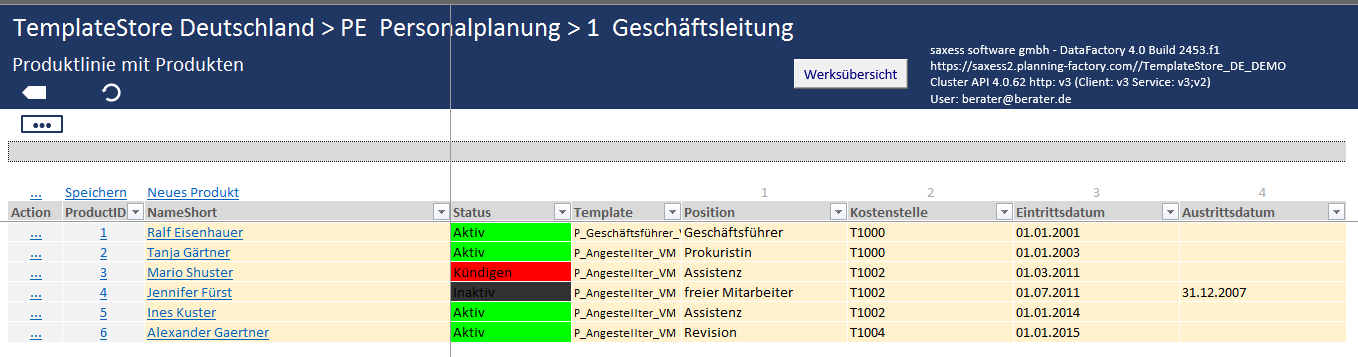 TemplateStore Deutschland > PE  Personalplanung > 1  Geschäftsleitung
Produktlinie mit Produkten
Werksübersicht
saxess software gmbh - DataFactory 4.0 Build 2453.f1
https://saxess2.planning-factory.com//TemplateStore_DE_DEMO
Cluster API 4.0.62 http: v3 (Client: v3 Service: v3;v2)
User: berater@berater.de
... Speichern Neues Produkt 1 2 3 4
Action ProductID NameShort Status Template Position Kostenstelle Eintrittsdatum Austrittsdatum
... 1 Ralf Eisenhauer Aktiv P_Geschäftsführer_V Geschäftsführer T1000 01.01.2001
... 2 Tanja Gärtner Aktiv P_Angestellter_VM Prokuristin T1000 01.01.2003
... 3 Mario Shuster Kündigen P_Angestellter_VM Assistenz T1002 01.03.2011
... 4 Jennifer Fürst Inaktiv P_Angestellter_VM freier Mitarbeiter T1002 01.07.2011 31.12.2007
... 5 Ines Kuster Aktiv P_Angestellter_VM Assistenz T1002 01.01.2014
... 6 Alexander Gaertner Aktiv P_Angestellter_VM Revision T1004 01.01.2015